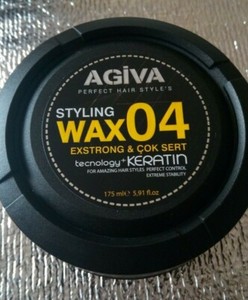 AGiVA
PERFECT HAIR STYLE'S
STYLING
WAX04
EXSTRONG & ÇOK SERT
tecnology+KERATIN
FOR AMAZING HAIR STYLES PERFECT CONTROL
EXTREME STABILITY
175 ml℮ 5,91 fl.oz.